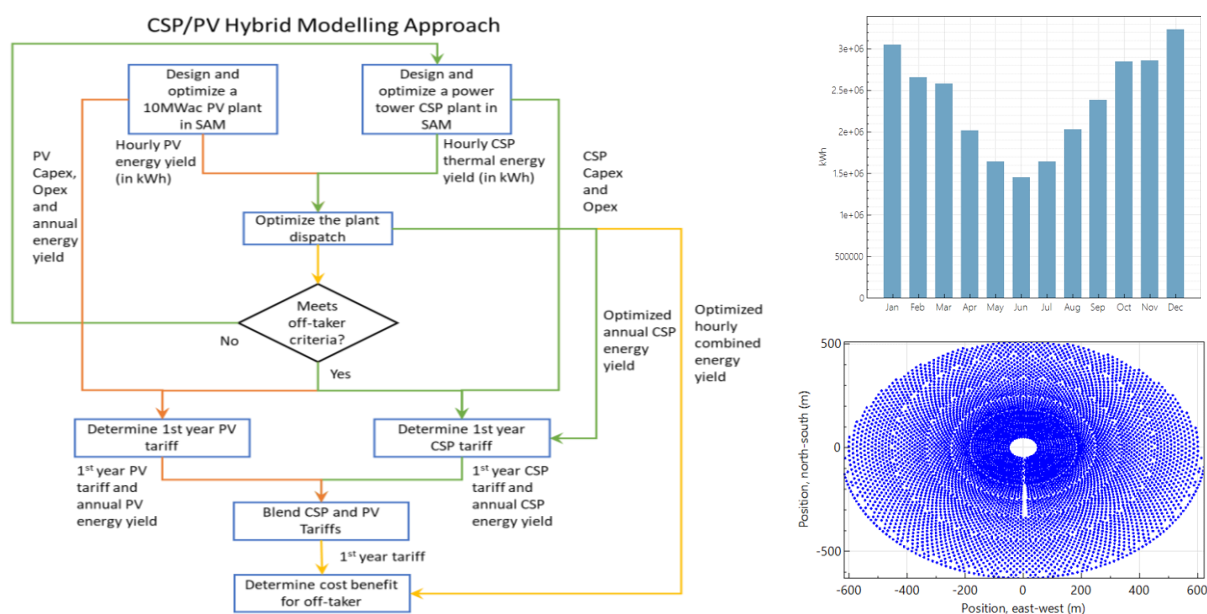 CSP/PV Hybrid Modelling Approach
Design and
optimize a
10MWac PV plant
in SAM
Design and
optimize a power
tower CSP plant in
SAM
Hourly PV
energy yield
(in kWh)
Hourly CSP
thermal energy
yield (in kWh)
PV
Capex,
Opex
and
annual
energy
yield
CSP
Capex
and
Opex
Optimize the plant
dispatch
Meets
off-taker
criteria?
No
Yes
Optimized
annual CSP
energy
yield
Optimized
hourly
combined
energy
yield
Determine 1st year PV
tariff
Determine 1st year
CSP tariff
1st year PV
tariff and
annual PV
energy yield
1st year CSP
tariff and
annual CSP
energy yield
Blend CSP and PV
Tariffs
1st year tariff
Determine cost benefit
for off-taker
3e+06
2.5e+06
2e+06
1.5e+06
1e+06
500000
0
kWh
Jan Feb Mar Apr May Jun Jul Aug Sep Oct Nov Dec
500
0
-500
Position, north-south (m)
-600 -400 -200 0 200 400 600
Position, east-west (m)